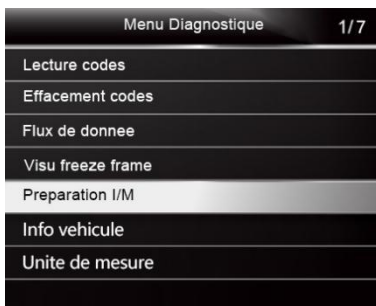 Menu Diagnostique 1/7
Lecture codes
Effacement codes
Flux de donnee
Visu freeze frame
Preparation I/M
Info vehicule
Unite de mesure